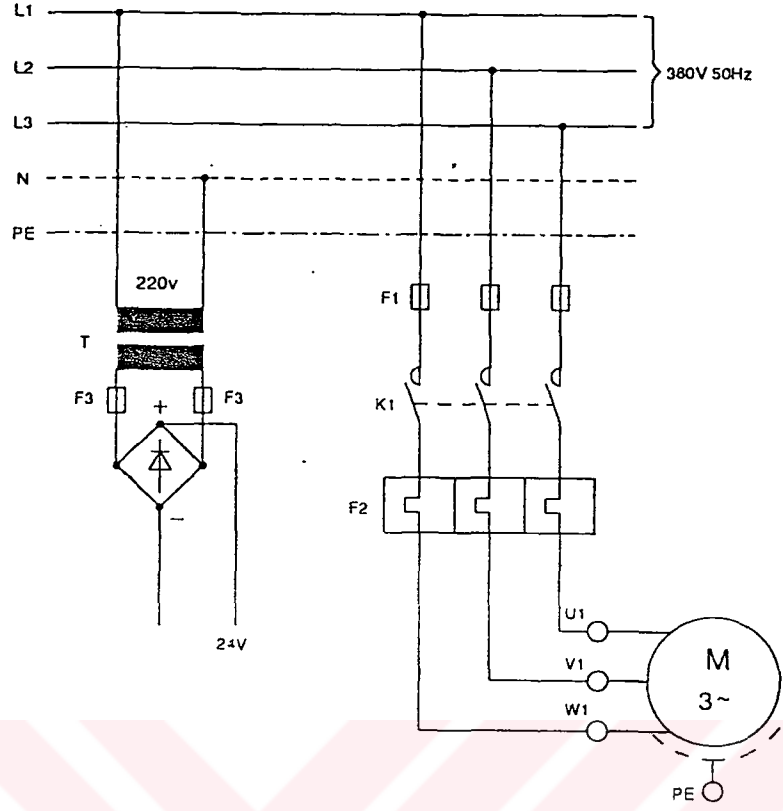 L1
L2
380V 50Hz
L3
N
PE
220v
F1
T
F3
+
F3
K1
−
F2
24V
U1
V1
M
3~
W1
PE